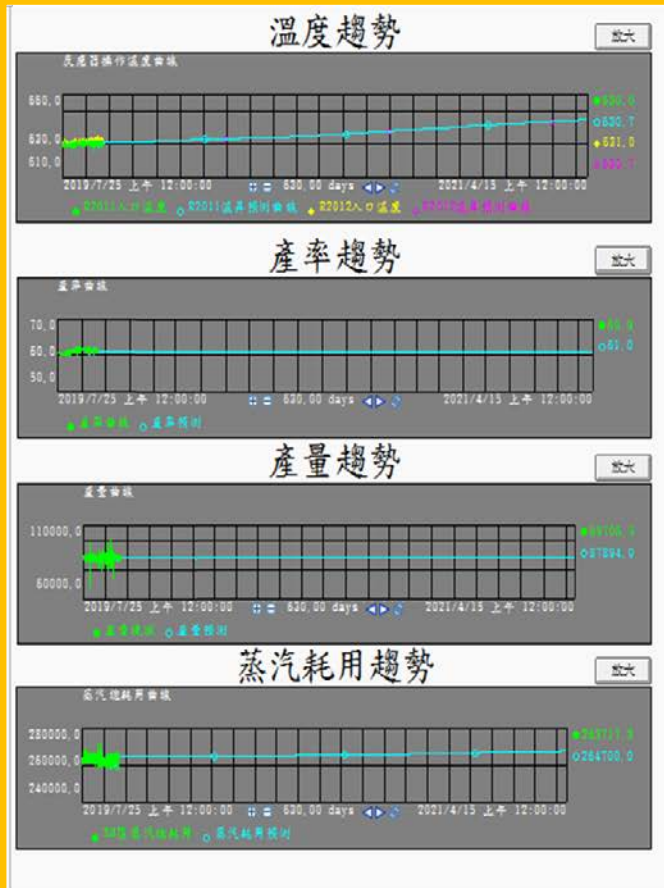 溫度趨勢
放大
反應器操作溫度曲線
630.0
610.0
630.7
631.0
2019/7/25 上午 12:00:00 630.00 days 2021/4/15 上午 12:00:00
R2011入口溫度 R2011溫昇預測曲線 R2012入口溫度 R2012溫昇預測曲線
產率趨勢
放大
產率曲線
70.0
60.0
50.0
61.0
2019/7/25 上午 12:00:00 630.00 days 2021/4/15 上午 12:00:00
產率曲線 產率預測
產量趨勢
放大
產量曲線
110000.0
60000.0
87894.0
2019/7/25 上午 12:00:00 630.00 days 2021/4/15 上午 12:00:00
產量預測
蒸汽耗用趨勢
放大
蒸汽總耗用曲線
280000.0
260000.0
240000.0
264700.0
2019/7/25 上午 12:00:00 630.00 days 2021/4/15 上午 12:00:00
蒸汽總耗用 蒸汽耗用預測